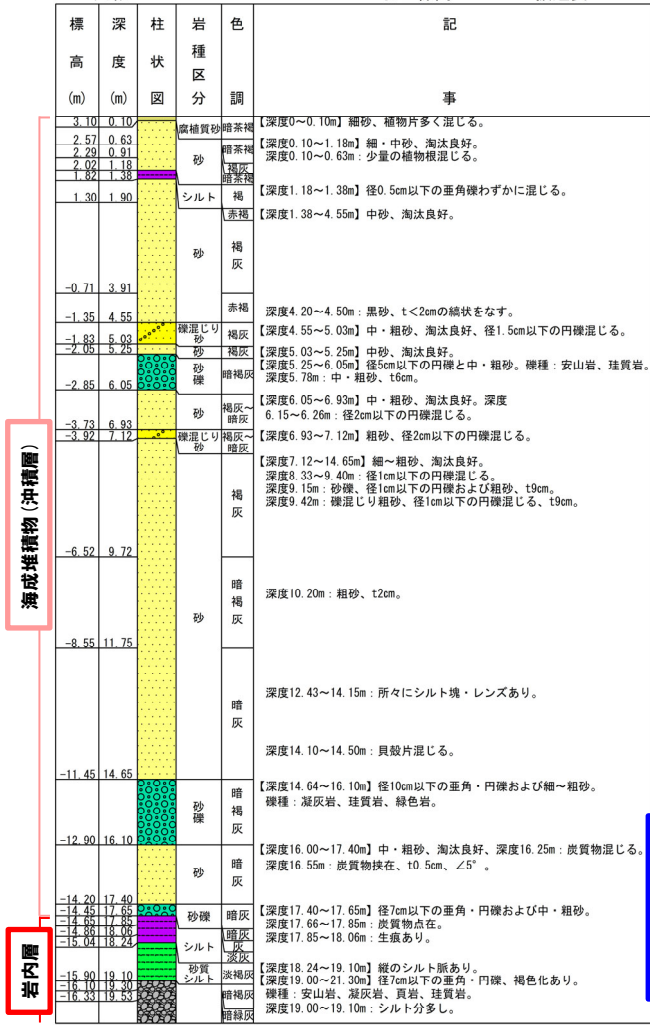 標高(m)
深度(m)
柱状図
岩種区分
色調
記事
海成堆積物(沖積層)
岩内層
3.10 0.10
2.57 0.63
2.29 0.91
2.02 1.18
1.82 1.38
1.30 1.90
-0.71 3.91
-1.35 4.55
-1.83 5.03
-2.05 5.25
-2.85 6.05
-3.73 6.93
-3.92 7.12
-6.52 9.72
-8.55 11.75
-11.45 14.65
-12.90 16.10
-14.20 17.40
-14.45 17.65
-14.65 17.85
-14.86 18.06
-15.04 18.24
-15.90 19.10
-16.10 19.30
-16.33 19.53
腐植質砂
砂
シルト
砂
礫混じり
砂
砂
砂
礫
砂
礫混じり
砂
砂
砂
礫
砂
砂礫
シルト
砂質
シルト
暗茶褐
暗茶褐
褐灰
暗茶褐
褐
赤褐
褐
灰
赤褐
褐灰
褐灰
暗褐灰
褐灰~
暗灰
褐灰~
暗灰
褐
灰
暗
褐
灰
暗
灰
暗
褐
灰
暗
灰
暗灰
暗灰
灰
淡灰
淡褐灰
暗褐灰
暗緑灰
【深度0~0.10m】細砂、植物片多く混じる。
【深度0.10~1.18m】細・中砂、淘汰良好。
深度0.10~0.63m:少量の植物根混じる。
【深度1.18~1.38m】径0.5cm以下の亜角礫わずかに混じる。
【深度1.38~4.55m】中砂、淘汰良好。
深度4.20~4.50m:黒砂、t<2cmの縞状をなす。
【深度4.55~5.03m】中・粗砂、淘汰良好、径1.5cm以下の円礫混じる。
【深度5.03~5.25m】中砂、淘汰良好。
【深度5.25~6.05m】径5cm以下の円礫と中・粗砂。礫種:安山岩、珪質岩。
深度5.78m:中・粗砂、t6cm。
【深度6.05~6.93m】中・粗砂、淘汰良好。深度
6.15~6.26m:径2cm以下の円礫混じる。
【深度6.93~7.12m】粗砂、径2cm以下の円礫混じる。
【深度7.12~14.65m】細~粗砂、淘汰良好。
深度8.33~9.40m:径1cm以下の円礫混じる。
深度9.15m:砂礫、径1cm以下の円礫および粗砂、t9cm。
深度9.42m:礫混じり粗砂、径1cm以下の円礫混じる、t9cm。
深度10.20m:粗砂、t2cm。
深度12.43~14.15m:所々にシルト塊・レンズあり。
深度14.10~14.50m:貝殻片混じる。
【深度14.64~16.10m】径10cm以下の亜角・円礫および細~粗砂。
礫種:凝灰岩、珪質岩、緑色岩。
【深度16.00~17.40m】中・粗砂、淘汰良好、深度16.25m:炭質物混じる。
深度16.55m:炭質物挟在、t0.5cm、∠5°。
【深度17.40~17.65m】径7cm以下の亜角・円礫および中・粗砂。
深度17.66~17.85m:炭質物点在。
深度17.85~18.06m:生痕あり。
【深度18.24~19.10m】縦のシルト脈あり。
【深度19.00~21.30m】径7cm以下の亜角・円礫、褐色化あり。
礫種:安山岩、凝灰岩、頁岩、珪質岩。
深度19.00~19.10m:シルト分多し。